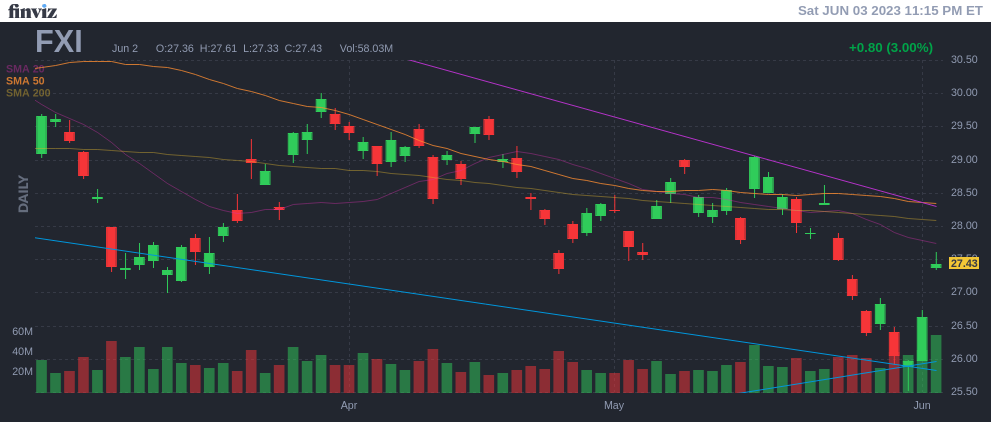 finviz
Sat JUN 03 2023 11:15 PM ET
FXI
Jun 2 O:27.36 H:27.61 L:27.33 C:27.43 Vol:58.03M
+0.80 (3.00%)
SMA 20
SMA 50
SMA 200
DAILY
30.50
30.00
29.50
29.00
28.50
28.00
27.50
27.43
27.00
26.50
26.00
25.50
60M
40M
20M
Apr
May
Jun